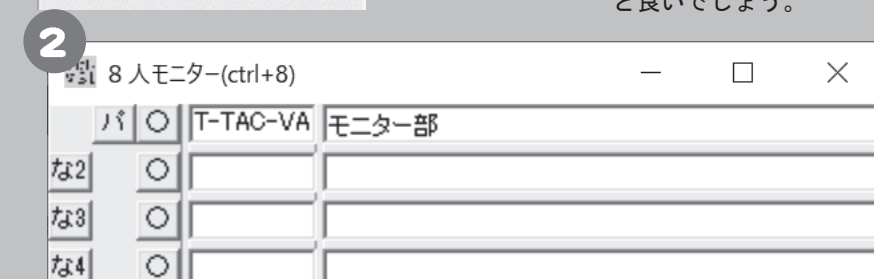 と良いでしょう。
2
8人モニター(ctrl+8)
パ ○ T-TAC-VA モニター部
な2 ○
な3 ○
な4 ○